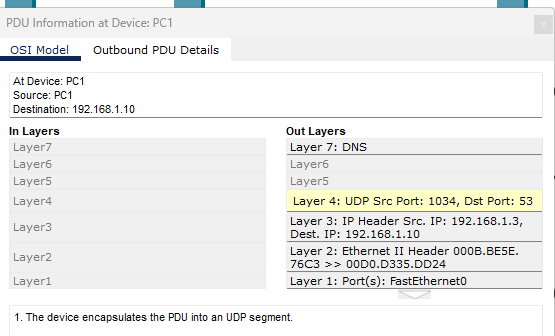 PDU Information at Device: PC1
OSI Model Outbound PDU Details
At Device: PC1
Source: PC1
Destination: 192.168.1.10
In Layers Out Layers
Layer7 Layer 7: DNS
Layer6 Layer6
Layer5 Layer5
Layer4 Layer 4: UDP Src Port: 1034, Dst Port: 53
Layer3 Layer 3: IP Header Src. IP: 192.168.1.3,
Dest. IP: 192.168.1.10
Layer2 Layer 2: Ethernet II Header 000B.BE5E.
76C3 >> 00D0.D335.DD24
Layer1 Layer 1: Port(s): FastEthernet0
1. The device encapsulates the PDU into an UDP segment.